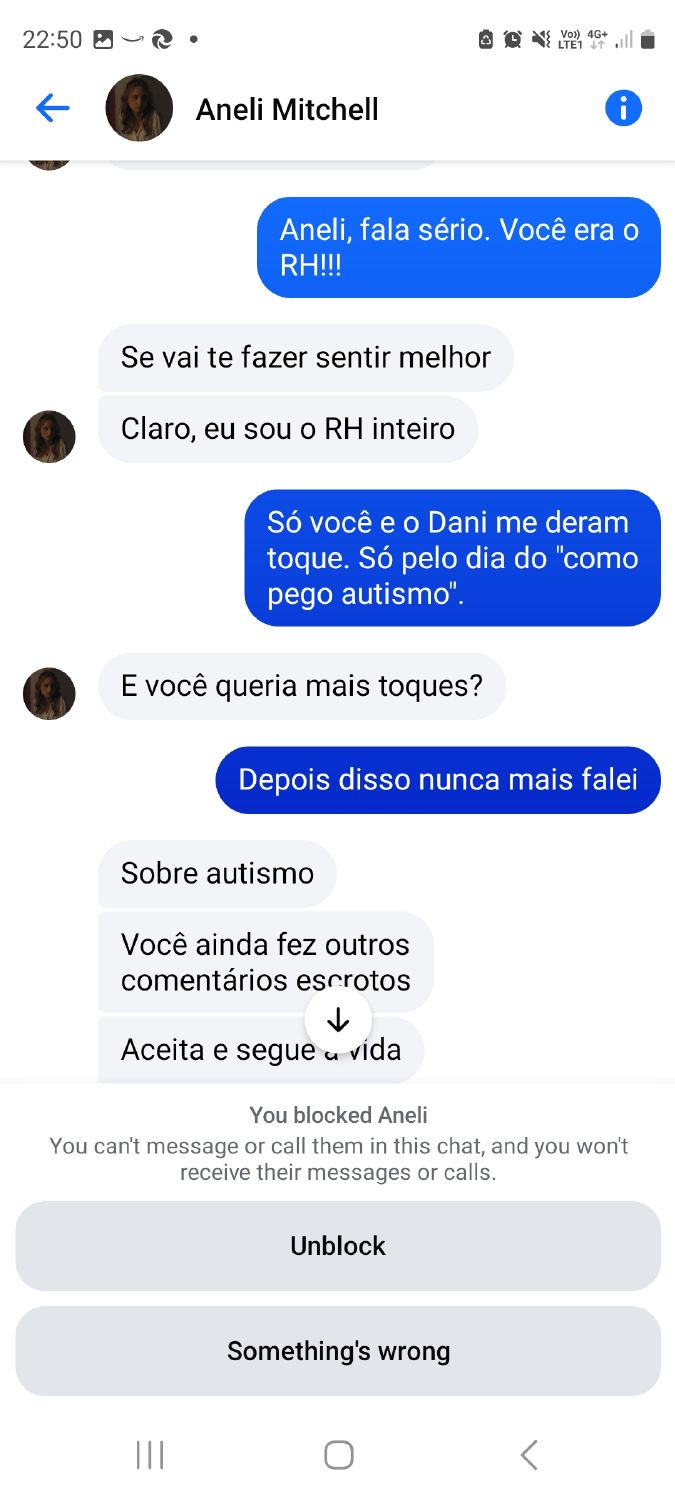 22:50
Vo)) 4G+
LTE1
Aneli Mitchell
Aneli, fala sério. Você era o
RH!!!
Se vai te fazer sentir melhor
Claro, eu sou o RH inteiro
Só você e o Dani me deram
toque. Só pelo dia do "como
pego autismo".
E você queria mais toques?
Depois disso nunca mais falei
Sobre autismo
Você ainda fez outros
comentários escrotos
Aceita e segue a vida
You blocked Aneli
You can't message or call them in this chat, and you won't
receive their messages or calls.
Unblock
Something's wrong